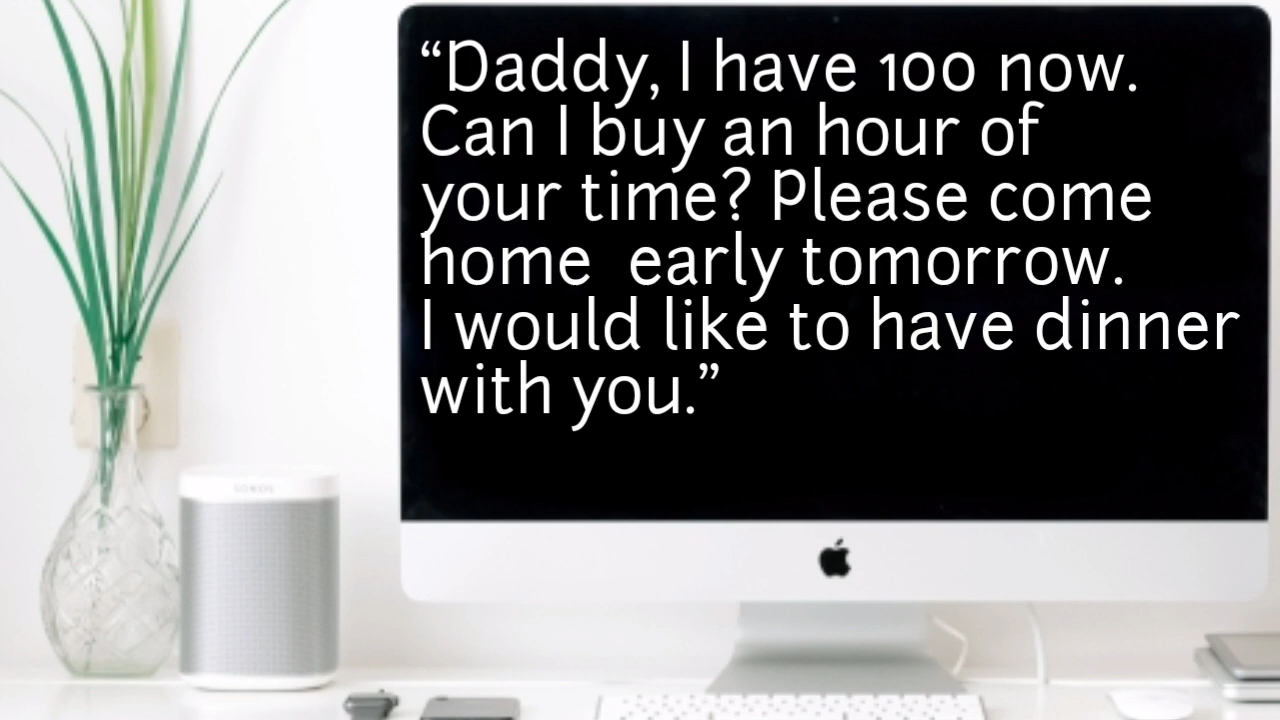 “Daddy, I have 100 now.
Can I buy an hour of
your time? Please come
home  early tomorrow.
I would like to have dinner
with you.”
SONOS